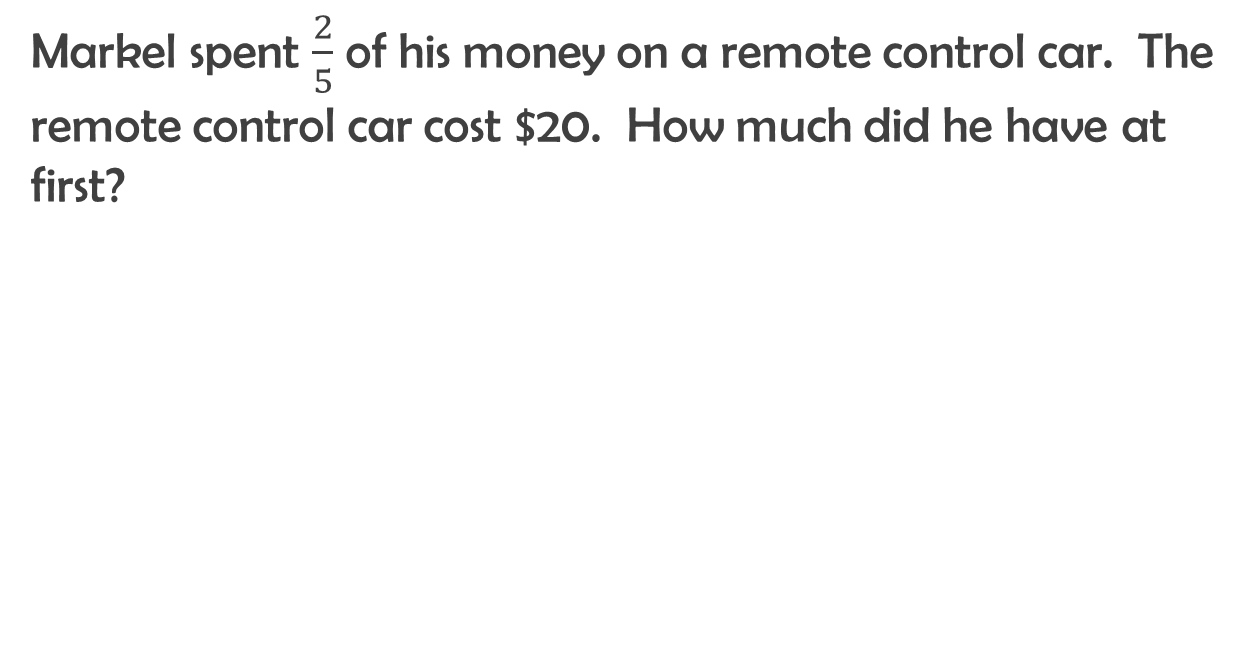 Markel spent 2/5 of his money on a remote control car. The
remote control car cost $20. How much did he have at
first?